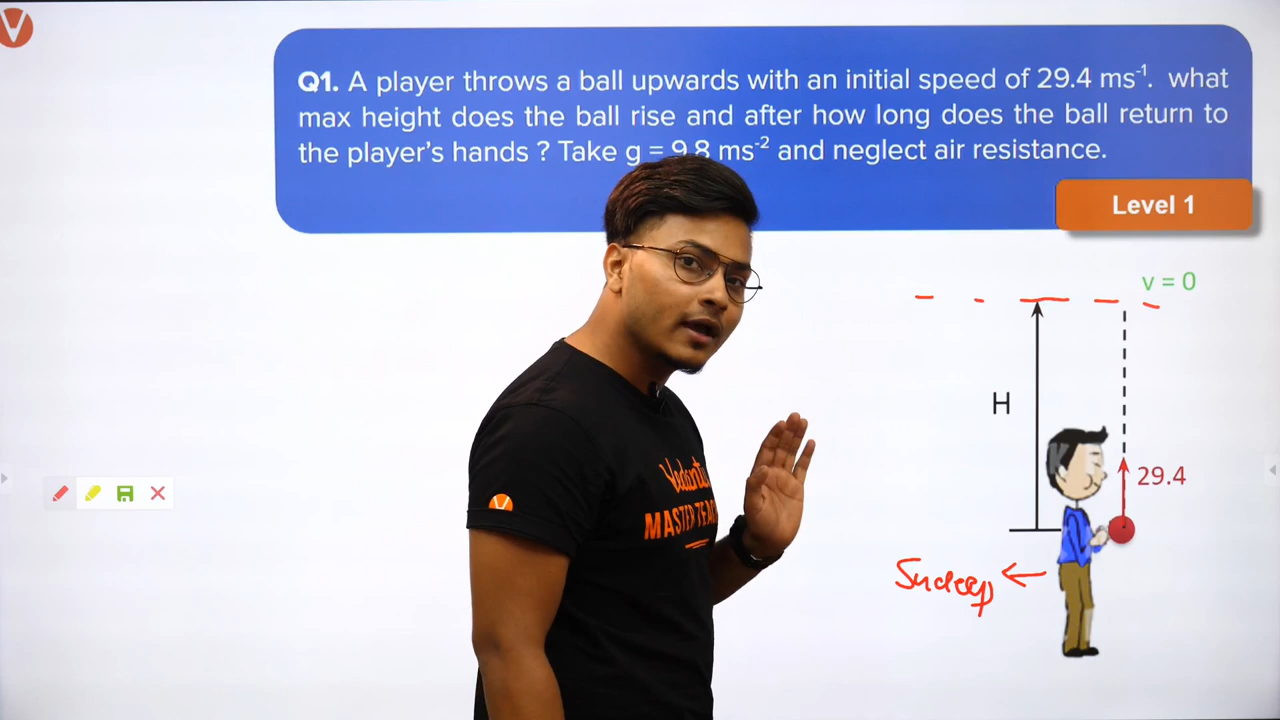 Q1. A player throws a ball upwards with an initial speed of 29.4 ms⁻¹. what
max height does the ball rise and after how long does the ball return to
the player's hands ? Take g = 9.8 ms⁻² and neglect air resistance.
Level 1
v = 0
H
29.4
Sudeep
Vedantu
MASTER TEAC